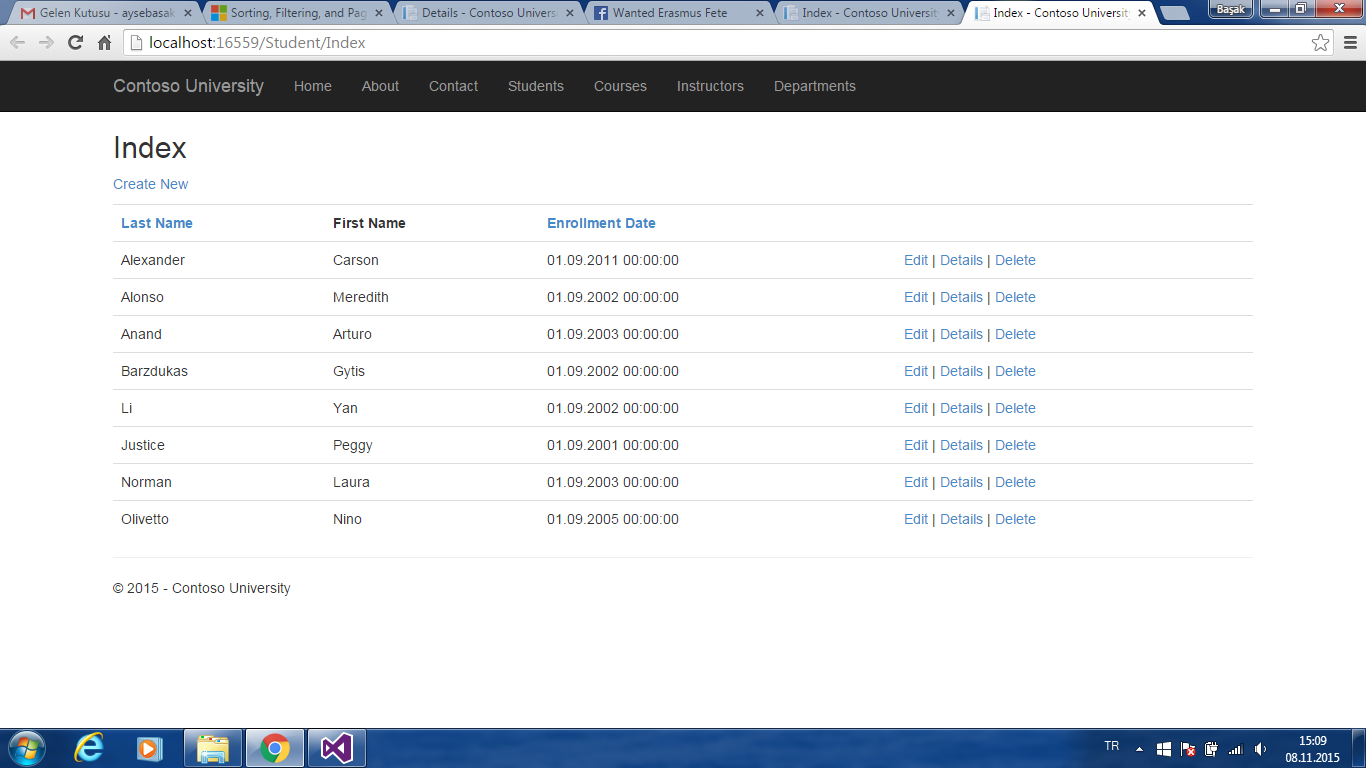 Gelen Kutusu - aysebasak Sorting, Filtering, and Pag Details - Contoso Univers Wanted Erasmus Fete Index - Contoso University Index - Contoso University Başak
localhost:16559/Student/Index
Contoso University Home About Contact Students Courses Instructors Departments
Index
Create New
Last Name First Name Enrollment Date
Alexander Carson 01.09.2011 00:00:00 Edit | Details | Delete
Alonso Meredith 01.09.2002 00:00:00 Edit | Details | Delete
Anand Arturo 01.09.2003 00:00:00 Edit | Details | Delete
Barzdukas Gytis 01.09.2002 00:00:00 Edit | Details | Delete
Li Yan 01.09.2002 00:00:00 Edit | Details | Delete
Justice Peggy 01.09.2001 00:00:00 Edit | Details | Delete
Norman Laura 01.09.2003 00:00:00 Edit | Details | Delete
Olivetto Nino 01.09.2005 00:00:00 Edit | Details | Delete
© 2015 - Contoso University
TR 15:09
08.11.2015